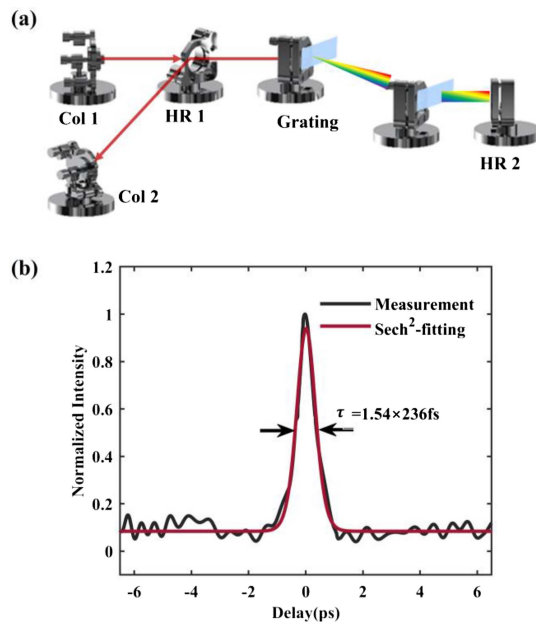 (a)
Col 1
HR 1
Grating
HR 2
Col 2
(b)
Normalized Intensity
1.2
1
0.8
0.6
0.4
0.2
0
Measurement
Sech²-fitting
τ =1.54×236fs
-6 -4 -2 0 2 4 6
Delay(ps)